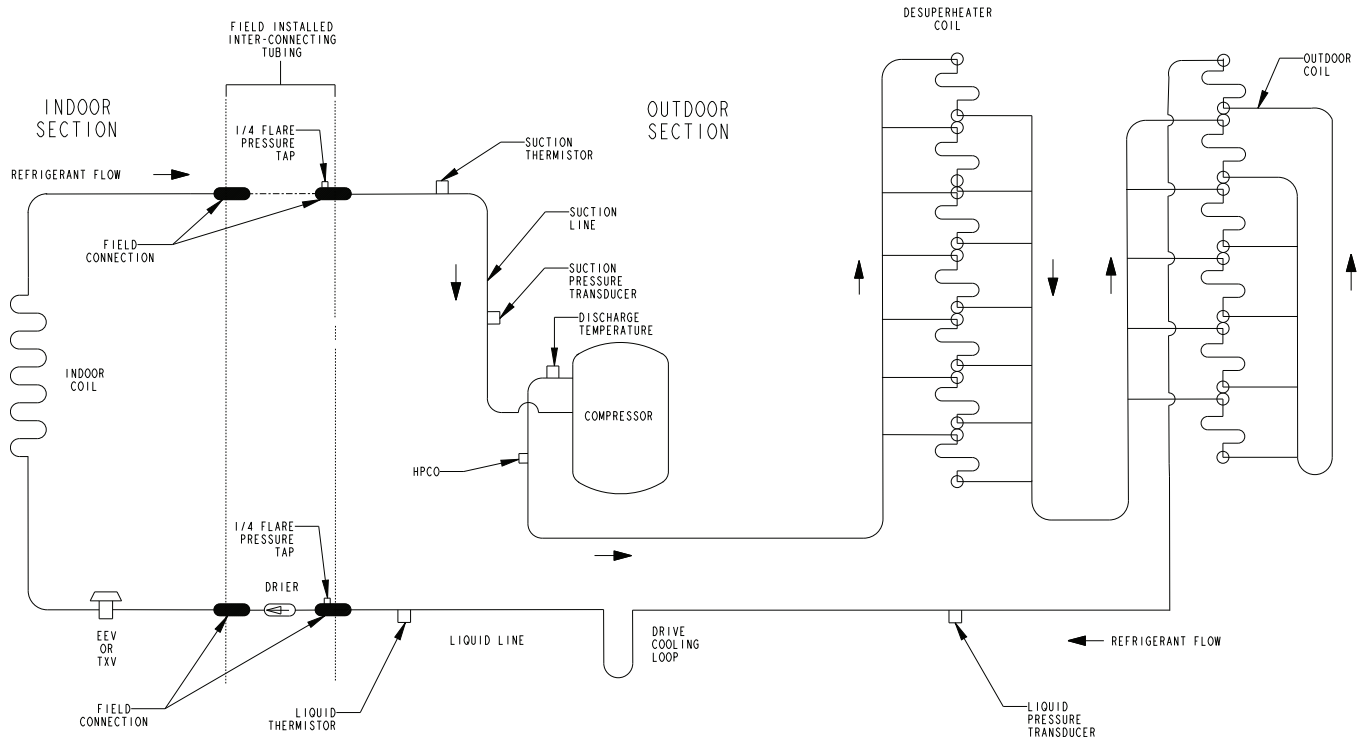 DESUPERHEATER
COIL
FIELD INSTALLED
INTER-CONNECTING
TUBING
OUTDOOR
COIL
INDOOR
SECTION
OUTDOOR
SECTION
1/4 FLARE
PRESSURE
TAP
SUCTION
THERMISTOR
REFRIGERANT FLOW
SUCTION
LINE
FIELD
CONNECTION
SUCTION
PRESSURE
TRANSDUCER
DISCHARGE
TEMPERATURE
INDOOR
COIL
COMPRESSOR
HPCO
1/4 FLARE
PRESSURE
TAP
DRIER
EEV
OR
TXV
LIQUID LINE
DRIVE
COOLING
LOOP
REFRIGERANT FLOW
FIELD
CONNECTION
LIQUID
THERMISTOR
LIQUID
PRESSURE
TRANSDUCER